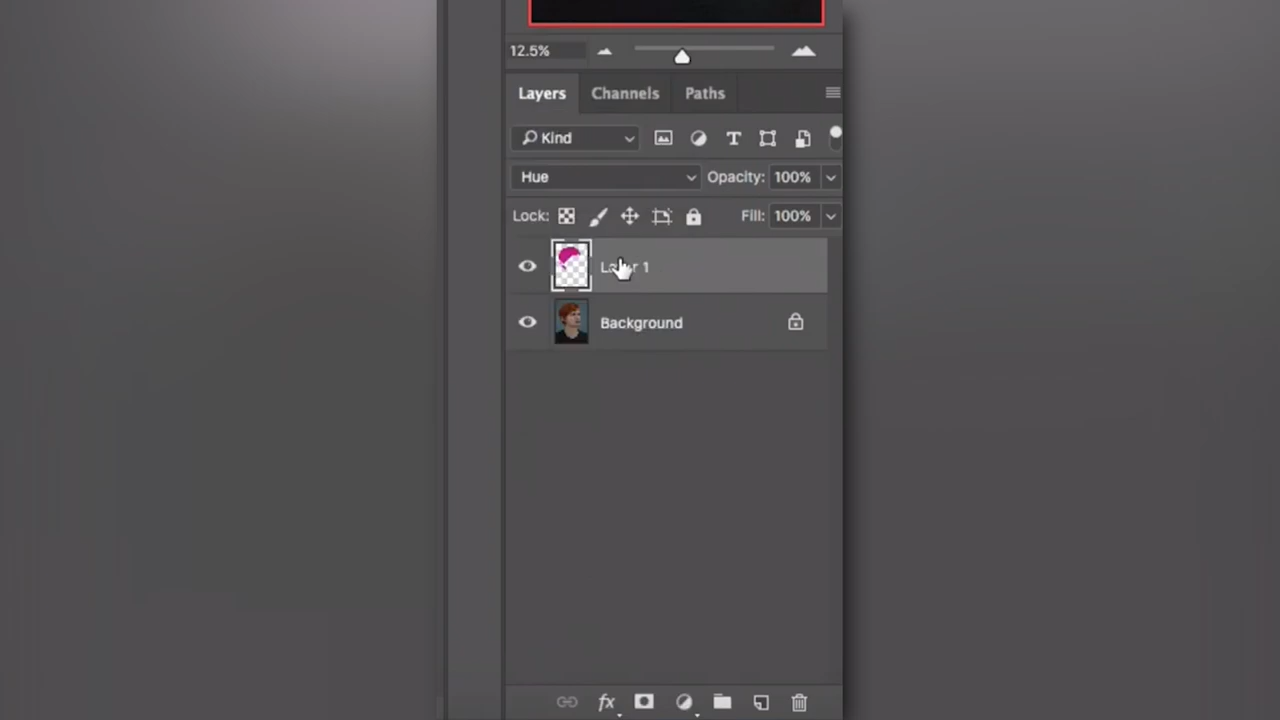 12.5%
Layers Channels Paths
Kind T
Hue Opacity: 100%
Lock: Fill: 100%
Layer 1
Background
fx